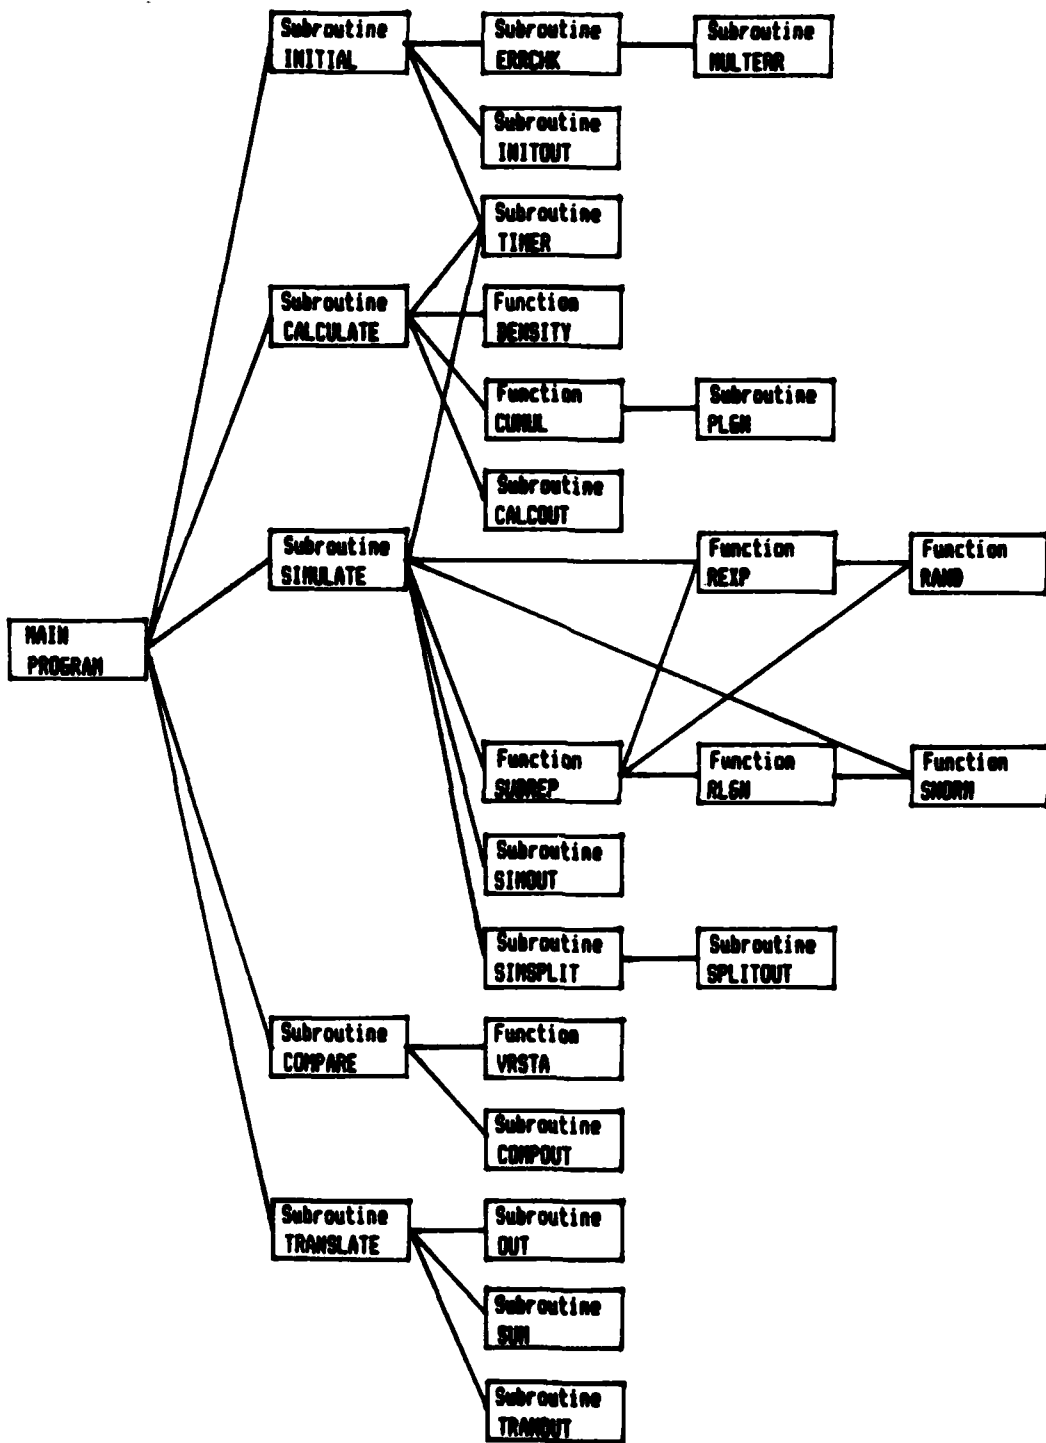 Subroutine
INITIAL
Subroutine
ERRCHK
Subroutine
MULTERR
Subroutine
INITOUT
Subroutine
TIMER
Subroutine
CALCULATE
Function
DENSITY
Function
CUMUL
Subroutine
PLGN
Subroutine
CALCOUT
Subroutine
SIMULATE
Function
REXP
Function
RAND
MAIN
PROGRAM
Function
SUBREP
Function
RLGN
Function
SNORM
Subroutine
SIMOUT
Subroutine
SIMSPLIT
Subroutine
SPLITOUT
Subroutine
COMPARE
Function
VRSTA
Subroutine
COMPOUT
Subroutine
TRANSLATE
Subroutine
OUT
Subroutine
SUM
Subroutine
TRANOUT